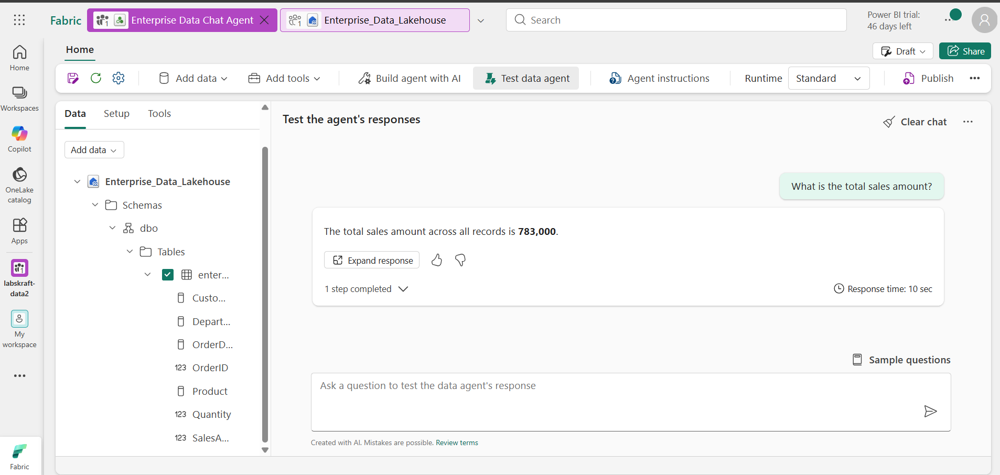 Fabric
1
Enterprise Data Chat Agent
1
Enterprise_Data_Lakehouse
Search
Power BI trial:
46 days left
Home
Draft
Share
Add data
Add tools
Build agent with AI
Test data agent
Agent instructions
Runtime
Standard
Publish
Home
Workspaces
Copilot
OneLake
catalog
Apps
1
labskraft-
data2
My
workspace
Fabric
Data
Setup
Tools
Add data
Enterprise_Data_Lakehouse
Schemas
dbo
Tables
enter...
Custo...
Depart...
OrderD...
123 OrderID
Product
123 Quantity
123 SalesA...
Test the agent's responses
Clear chat
What is the total sales amount?
The total sales amount across all records is 783,000.
Expand response
1 step completed
Response time: 10 sec
Sample questions
Ask a question to test the data agent's response
Created with AI. Mistakes are possible. Review terms